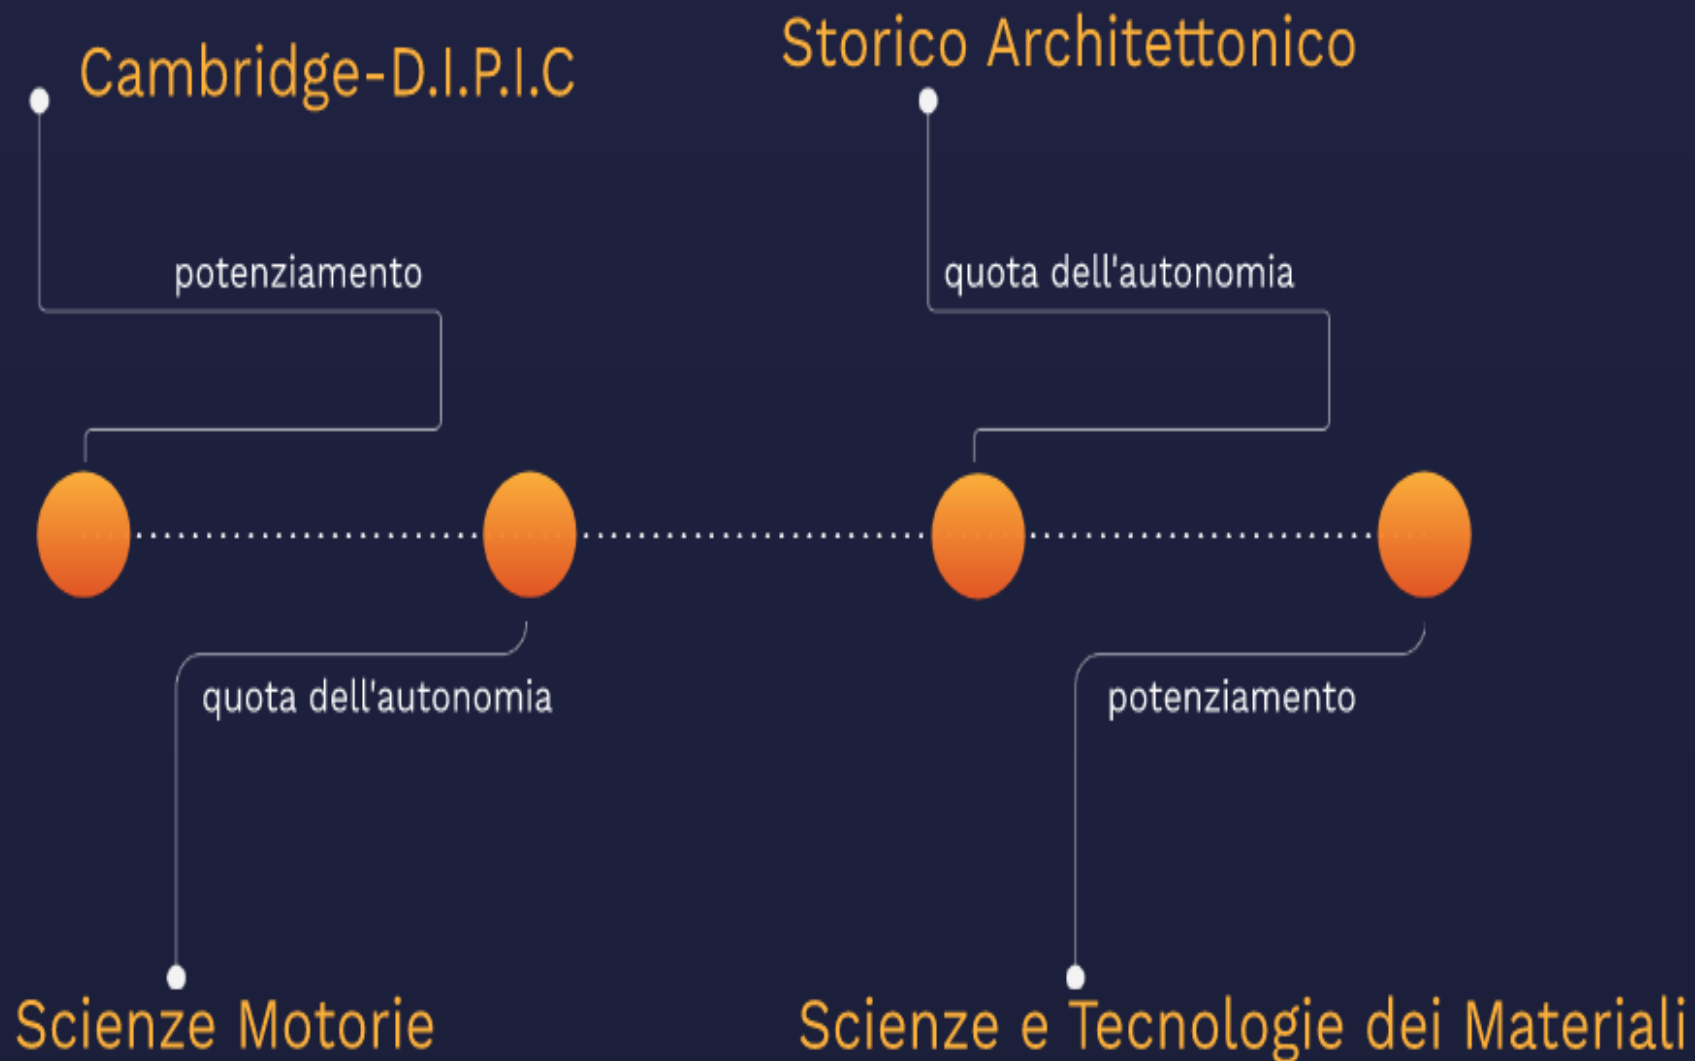 Cambridge-D.I.P.I.C
Storico Architettonico
potenziamento
quota dell'autonomia
quota dell'autonomia
potenziamento
Scienze Motorie
Scienze e Tecnologie dei Materiali